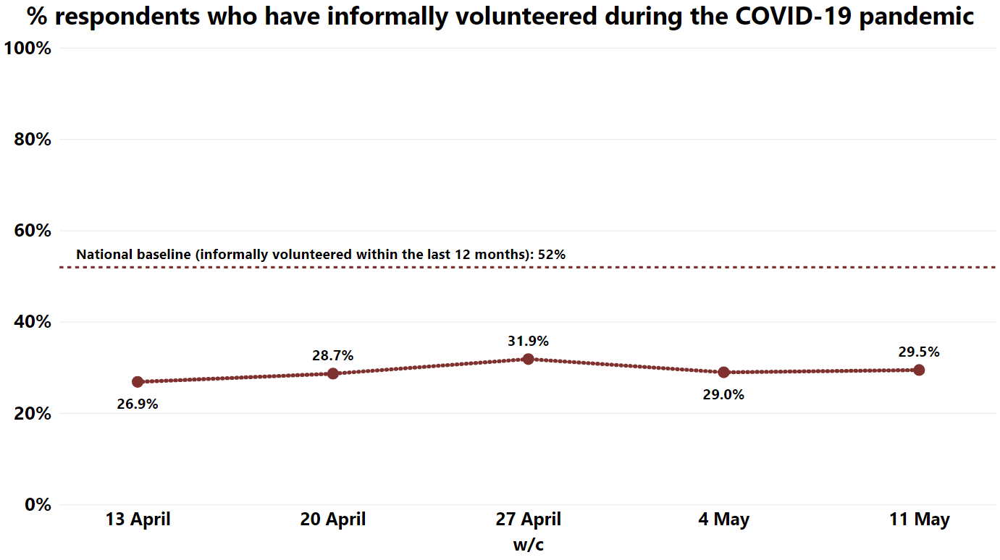 % respondents who have informally volunteered during the COVID-19 pandemic
100%
80%
60%
National baseline (informally volunteered within the last 12 months): 52%
40%
31.9%
28.7%
29.5%
26.9%
29.0%
20%
0%
13 April 20 April 27 April 4 May 11 May
w/c